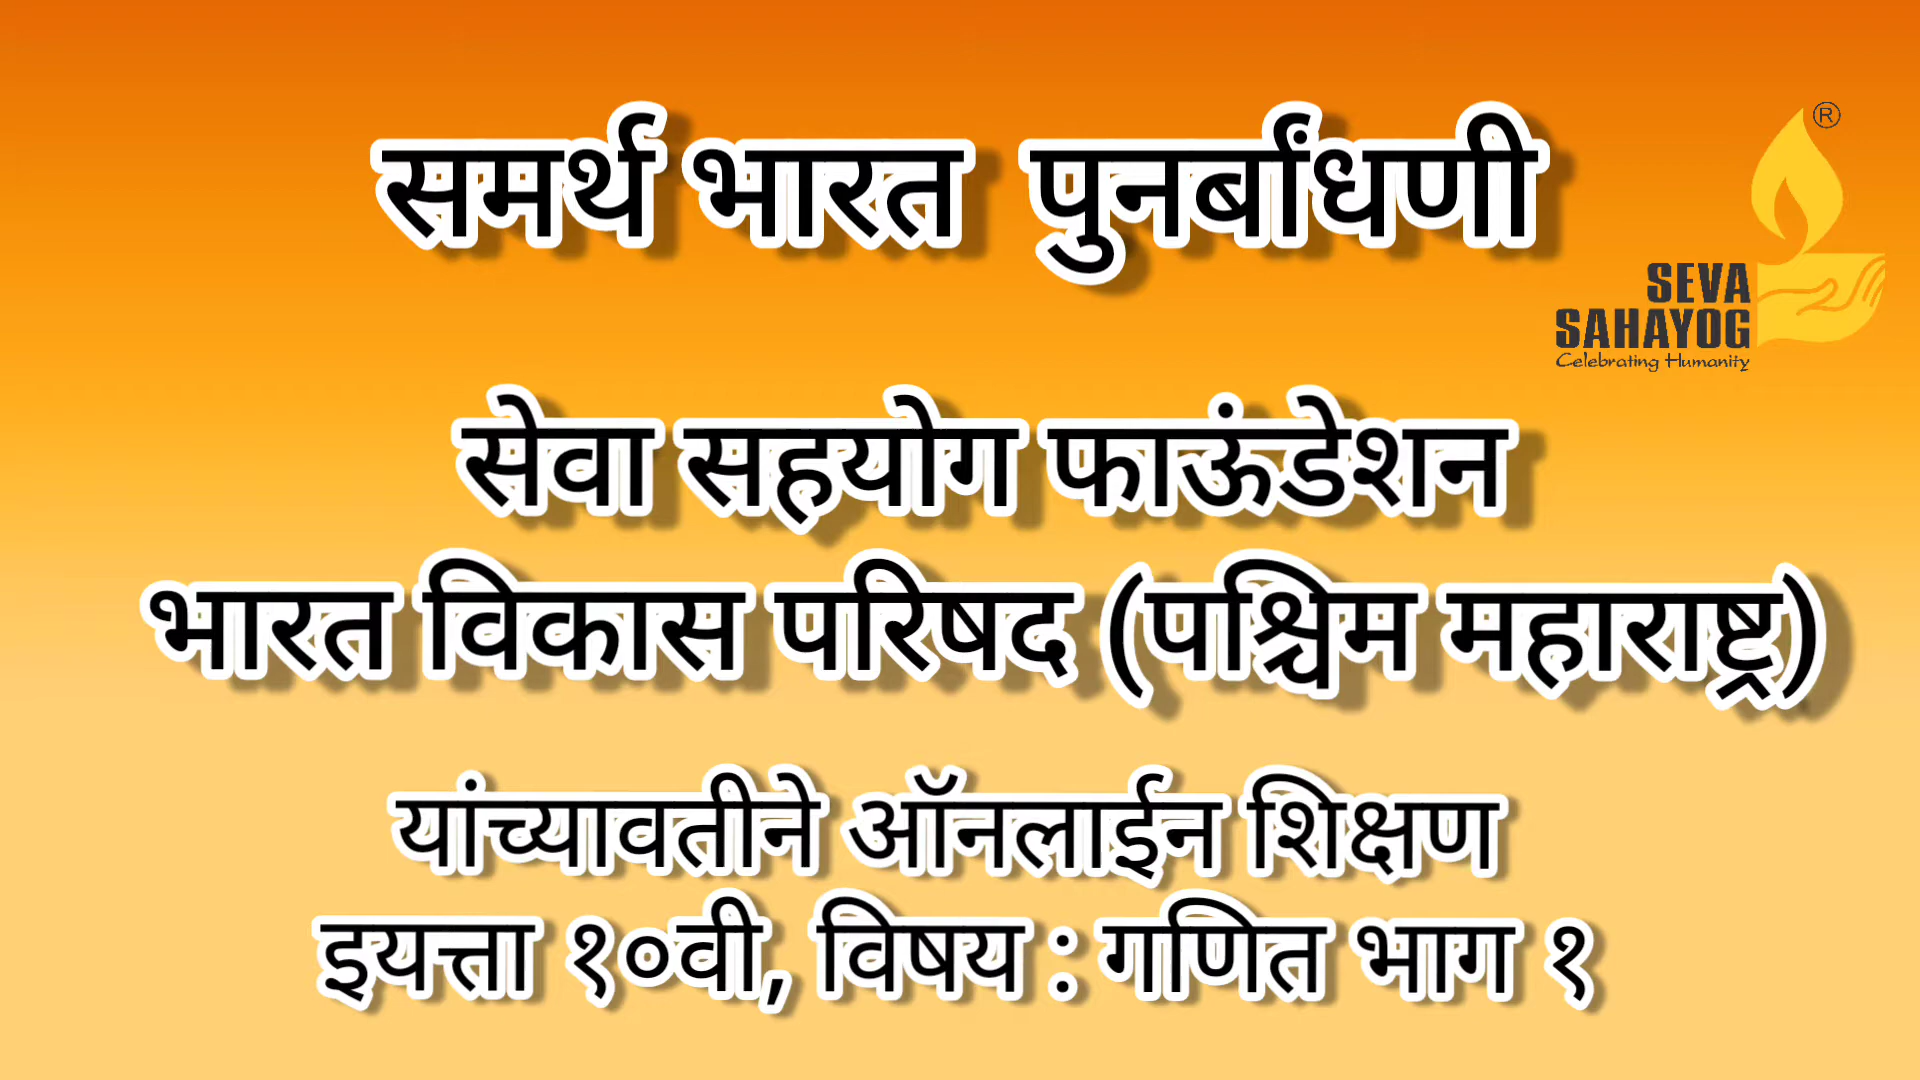 समर्थ भारत पुनर्बांधणी
®
SEVA
SAHAYOG
Celebrating Humanity
सेवा सहयोग फाऊंडेशन
भारत विकास परिषद (पश्चिम महाराष्ट्र)
यांच्यावतीने ऑनलाईन शिक्षण
इयत्ता १०वी, विषय : गणित भाग १